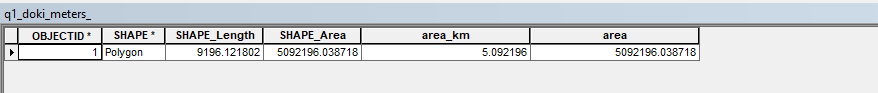 q1_doki_meters_
OBJECTID * SHAPE * SHAPE_Length SHAPE_Area area_km area
1 Polygon 9196.121802 5092196.038718 5.092196 5092196.038718